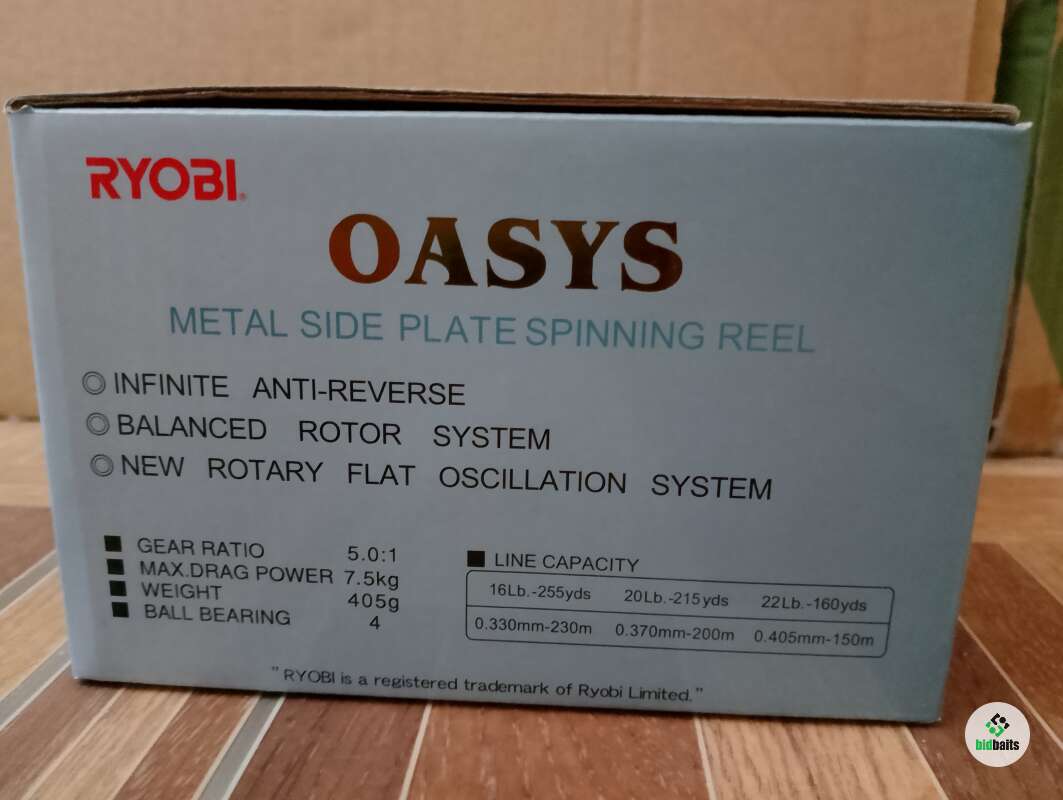 RYOBI®
OASYS
METAL SIDE PLATE SPINNING REEL
INFINITE ANTI-REVERSE
BALANCED ROTOR SYSTEM
NEW ROTARY FLAT OSCILLATION SYSTEM
GEAR RATIO 5.0:1
MAX.DRAG POWER 7.5kg
WEIGHT 405g
BALL BEARING 4
LINE CAPACITY
16Lb.-255yds 20Lb.-215yds 22Lb.-160yds
0.330mm-230m 0.370mm-200m 0.405mm-150m
" RYOBI is a registered trademark of Ryobi Limited."
bidbaits